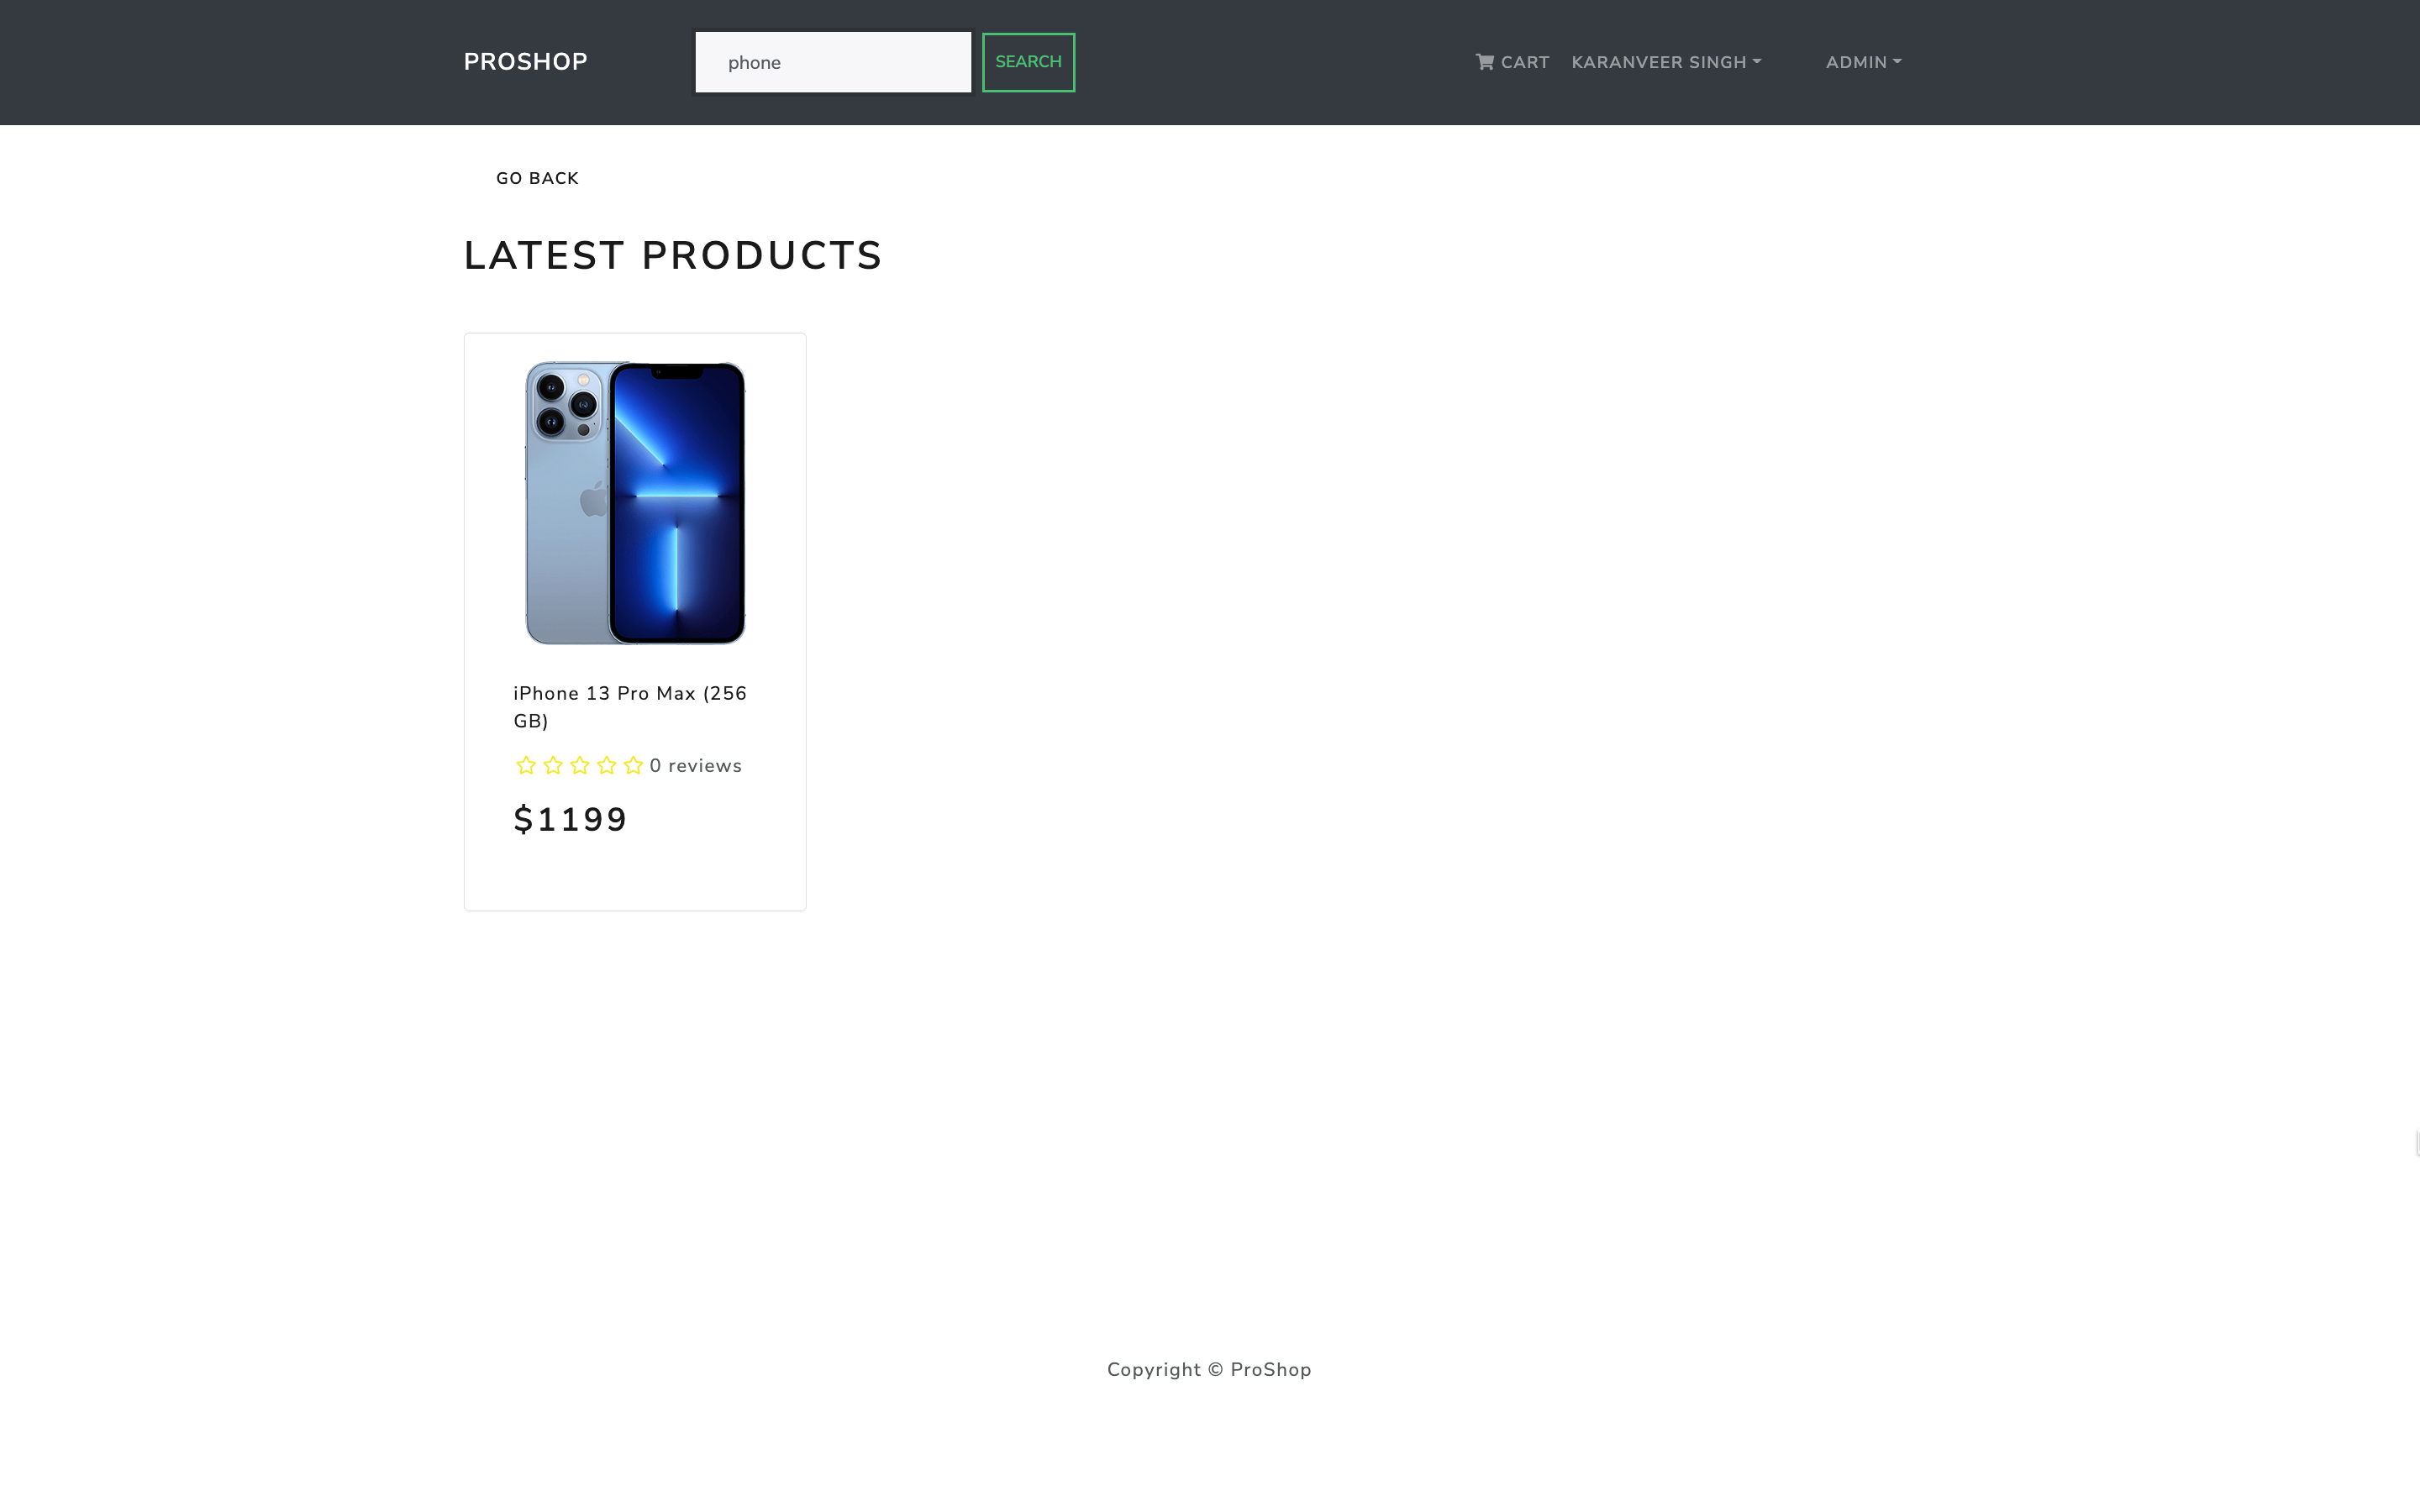 PROSHOP
phone
SEARCH
CART
KARANVEER SINGH
ADMIN
GO BACK
LATEST PRODUCTS
iPhone 13 Pro Max (256
GB)
0 reviews
$1199
Copyright © ProShop